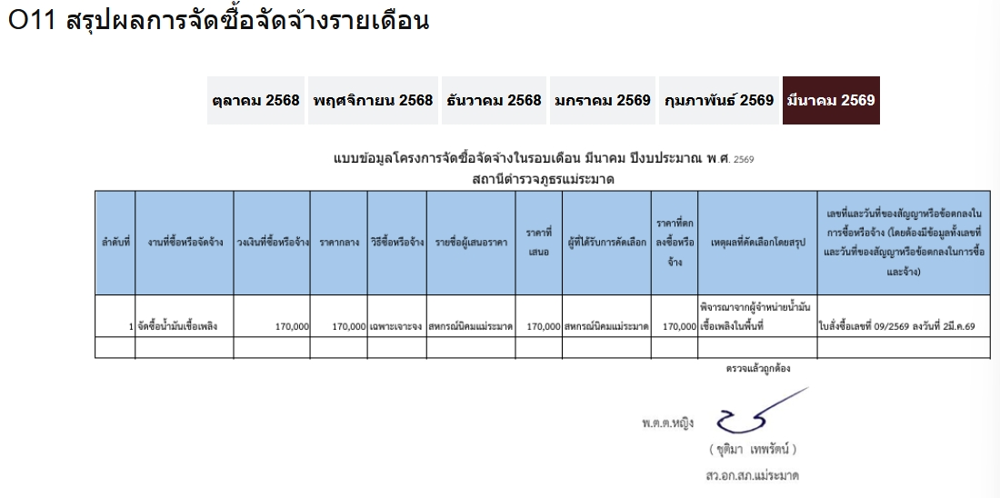 O11 สรุปผลการจัดซื้อจัดจ้างรายเดือน
ตุลาคม 2568 พฤศจิกายน 2568 ธันวาคม 2568 มกราคม 2569 กุมภาพันธ์ 2569 มีนาคม 2569
แบบข้อมูลโครงการจัดซื้อจัดจ้างในรอบเดือน มีนาคม ปีงบประมาณ พ.ศ. 2569
สถานีตำรวจภูธรแม่ระมาด
ลำดับที่ งานที่ซื้อหรือจัดจ้าง วงเงินที่ซื้อหรือจ้าง ราคากลาง วิธีซื้อหรือจ้าง รายชื่อผู้เสนอราคา
ราคาที่
เสนอ
ผู้ที่ได้รับการคัดเลือก
ราคาที่ตก
ลงซื้อหรือ
จ้าง
เหตุผลที่คัดเลือกโดยสรุป
เลขที่และวันที่ของสัญญาหรือข้อตกลงใน
การซื้อหรือจ้าง (โดยต้องมีข้อมูลทั้งเลขที่
และวันที่ของสัญญาหรือข้อตกลงในการซื้อ
และจ้าง)
1 จัดซื้อน้ำมันเชื้อเพลิง 170,000 170,000 เฉพาะเจาะจง สหกรณ์นิคมแม่ระมาด 170,000 สหกรณ์นิคมแม่ระมาด 170,000
พิจารณาจากผู้จำหน่ายน้ำมัน
เชื้อเพลิงในพื้นที่
ใบสั่งซื้อเลขที่ 09/2569 ลงวันที่ 2มี.ค.69
ตรวจแล้วถูกต้อง
พ.ต.ต.หญิง
( ชุติมา เทพรัตน์ )
สว.อก.สภ.แม่ระมาด